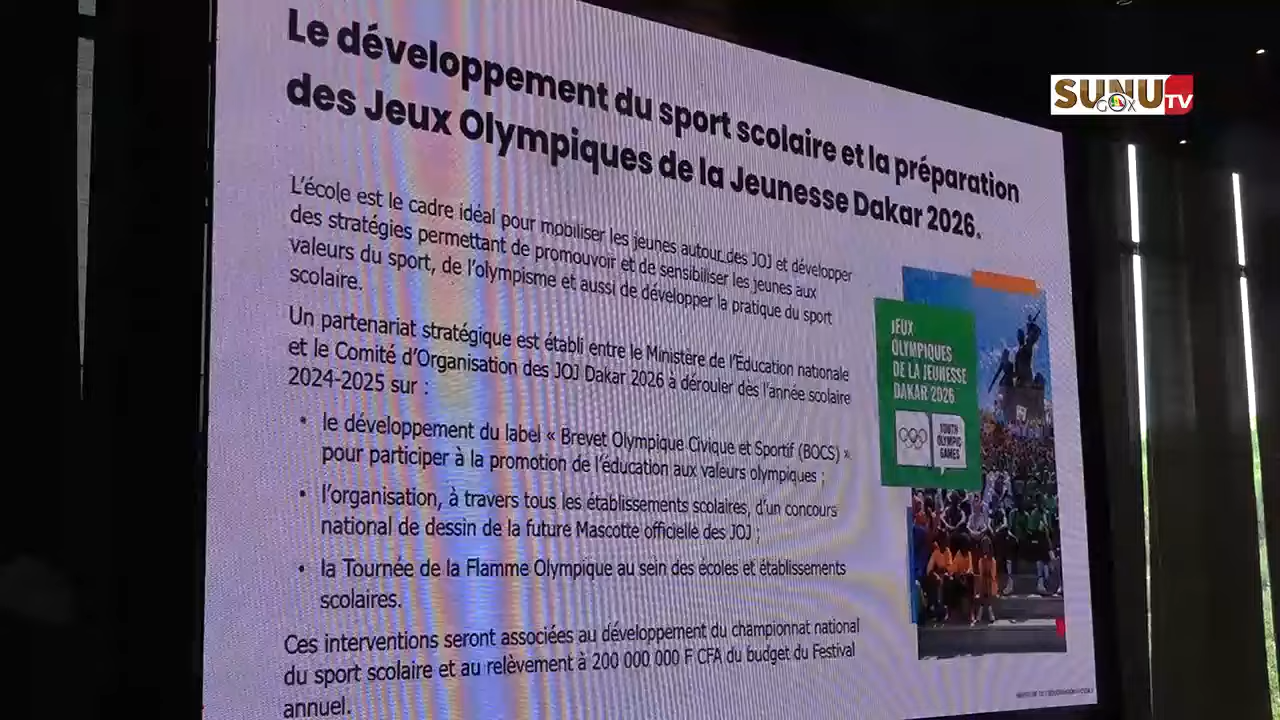 Le développement du sport scolaire et la préparation
des Jeux Olympiques de la Jeunesse Dakar 2026.
SUNU
GOX
TV
L'école est le cadre idéal pour mobiliser les jeunes autour des JOJ et développer
des stratégies permettant de promouvoir et de sensibiliser les jeunes aux
valeurs du sport, de l'olympisme et aussi de développer la pratique du sport
scolaire.
Un partenariat stratégique est établi entre le Ministère de l'Éducation nationale
et le Comité d'Organisation des JOJ Dakar 2026 à dérouler dès l'année scolaire
2024-2025 sur :
• le développement du label « Brevet Olympique Civique et Sportif (BOCS) »
pour participer à la promotion de l'éducation aux valeurs olympiques ;
• l'organisation, à travers tous les établissements scolaires, d'un concours
national de dessin de la future Mascotte officielle des JOJ ;
• la Tournée de la Flamme Olympique au sein des écoles et établissements
scolaires.
Ces interventions seront associées au développement du championnat national
du sport scolaire et au relèvement à 200 000 000 F CFA du budget du Festival
annuel.
JEUX
OLYMPIQUES
DE LA JEUNESSE
DAKAR 2026
YOUTH
OLYMPIC
GAMES